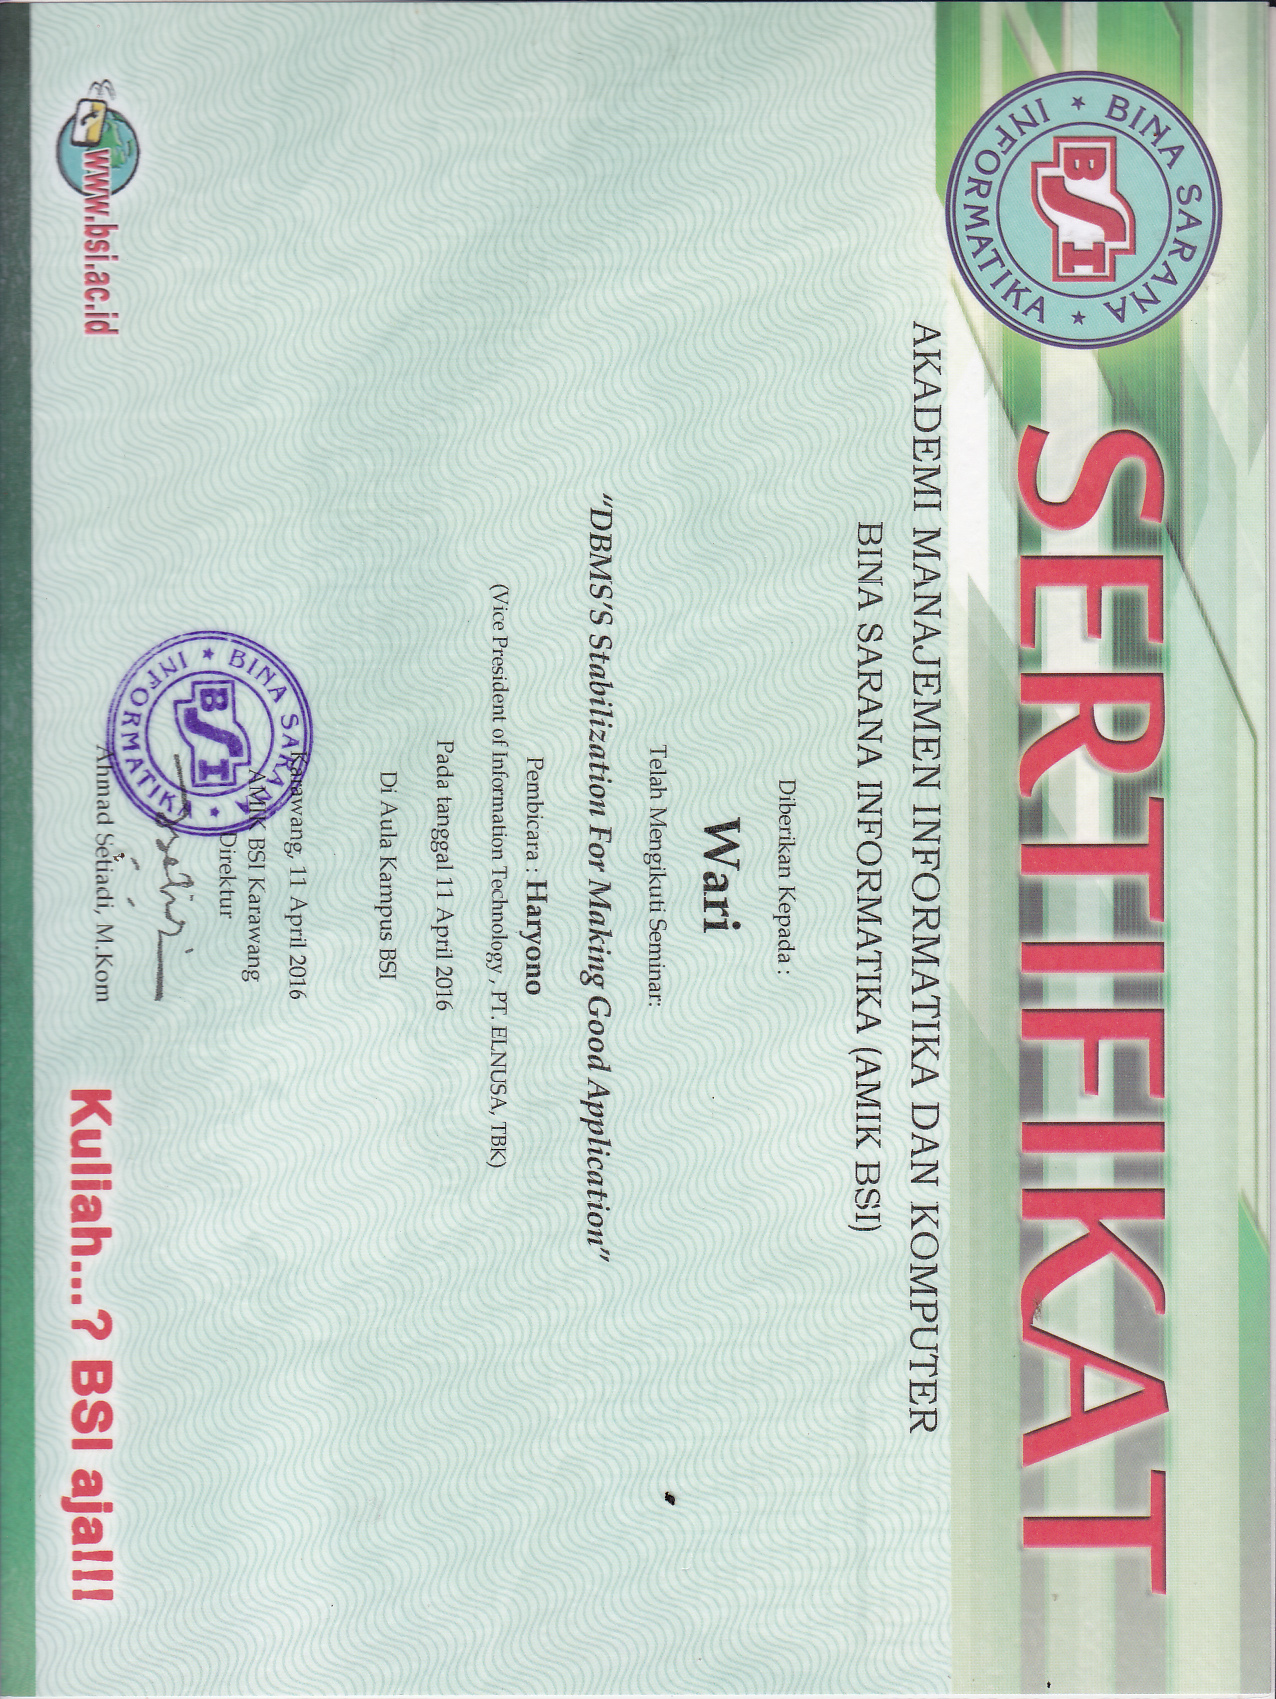 BINA SARANA
BSI
INFORMATIKA
SERTIFIKAT
AKADEMI MANAJEMEN INFORMATIKA DAN KOMPUTER
BINA SARANA INFORMATIKA (AMIK BSI)
Diberikan Kepada :
Wari
Telah Mengikuti Seminar:
“DBMS’S Stabilization For Making Good Application”
Pembicara : Haryono
(Vice President of Information Technology , PT. ELNUSA, TBK)
Pada tanggal 11 April 2016
Di Aula Kampus BSI
Karawang, 11 April 2016
AMIK BSI Karawang
Direktur
BINA SARANA
BSI
INFORMATIKA
Ahmad Setiadi, M.Kom
www.bsi.ac.id
Kuliah...? BSI aja!!!